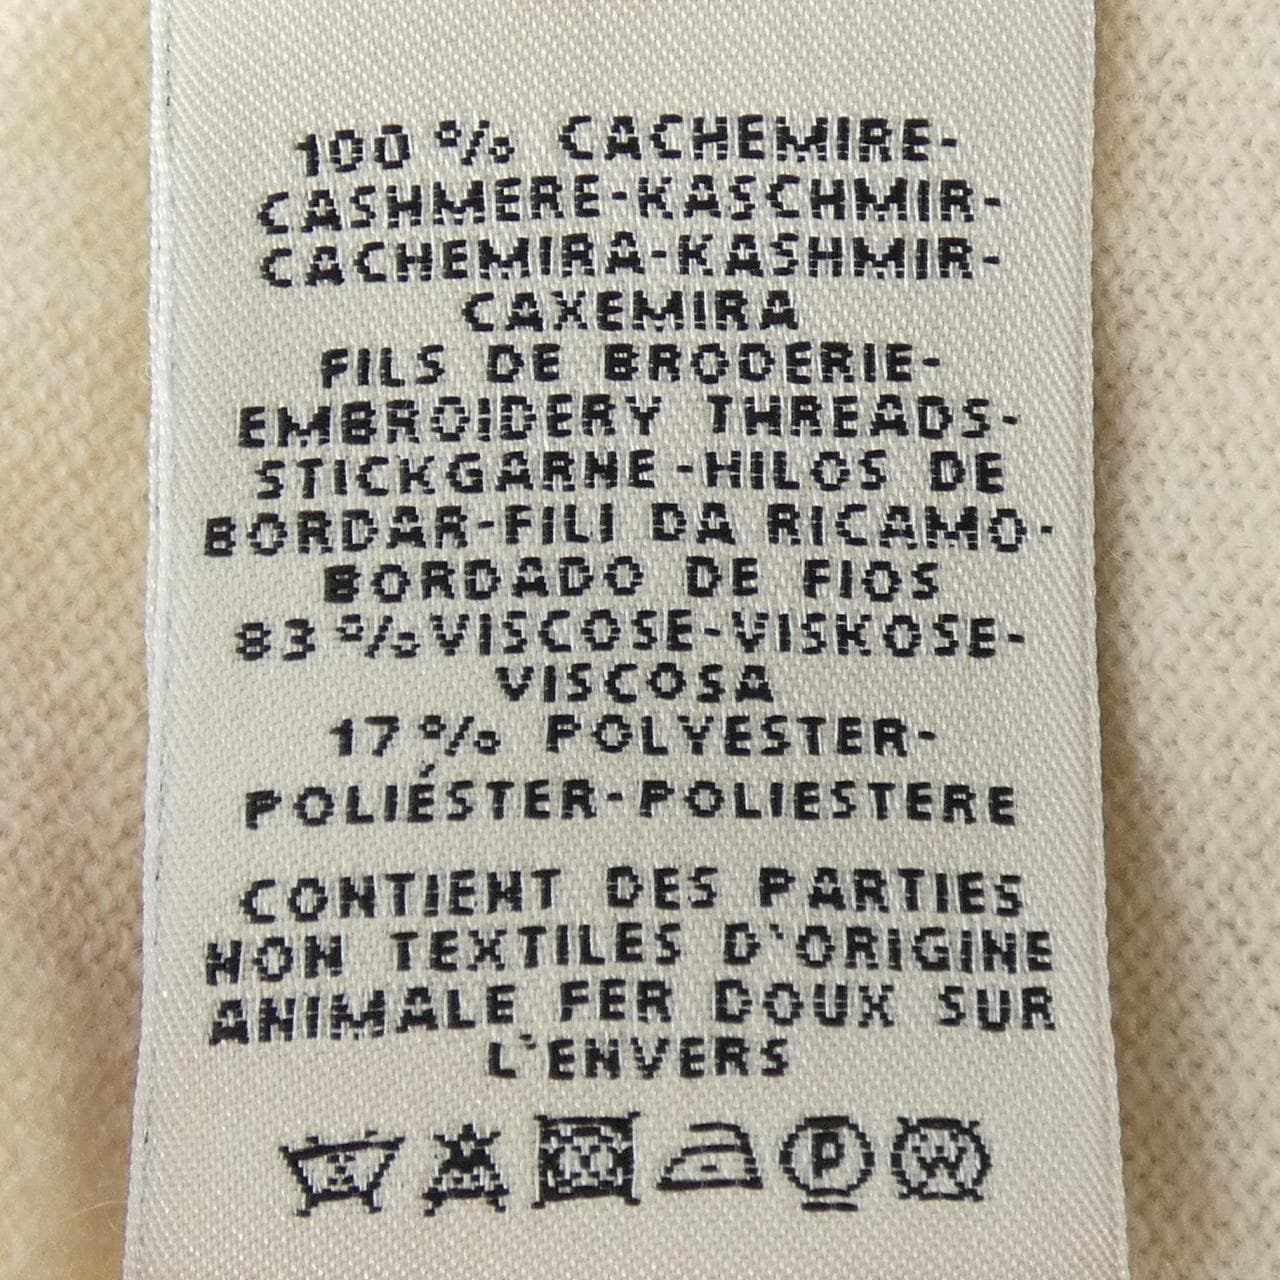 100 % CACHEMIRE-
CASHMERE-KASCHMIR-
CACHEMIRA-KASHMIR-
CAXEMIRA
FILS DE BRODERIE-
EMBROIDERY THREADS-
STICKGARNE-HILOS DE
BORDAR-FILI DA RICAMO-
BORDADO DE FIOS
83 % VISCOSE-VISKOSE-
VISCOSA
17 % POLYESTER-
POLIÉSTER-POLIESTERE
CONTIENT DES PARTIES
NON TEXTILES D'ORIGINE
ANIMALE FER DOUX SUR
L'ENVERS
P W